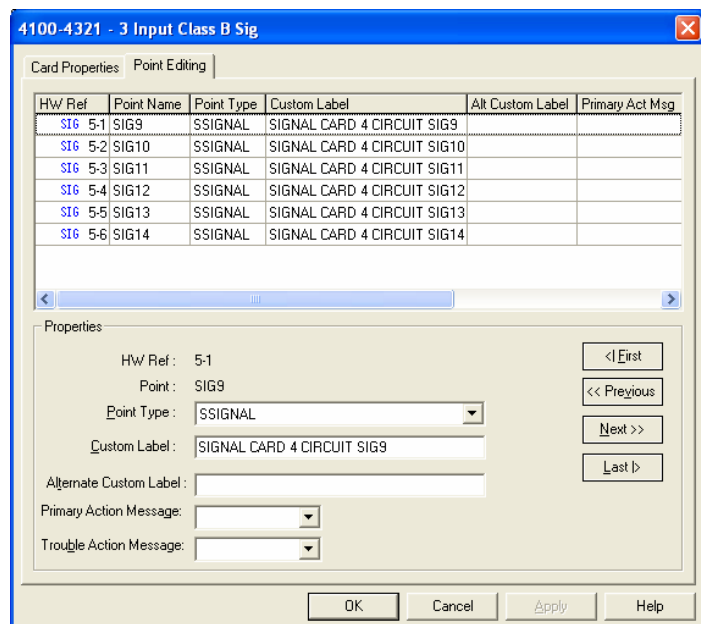 4100-4321 - 3 Input Class B Sig
Card Properties Point Editing
HW Ref Point Name Point Type Custom Label Alt Custom Label Primary Act Msg
SIG 5-1 SIG9 SSIGNAL SIGNAL CARD 4 CIRCUIT SIG9
SIG 5-2 SIG10 SSIGNAL SIGNAL CARD 4 CIRCUIT SIG10
SIG 5-3 SIG11 SSIGNAL SIGNAL CARD 4 CIRCUIT SIG11
SIG 5-4 SIG12 SSIGNAL SIGNAL CARD 4 CIRCUIT SIG12
SIG 5-5 SIG13 SSIGNAL SIGNAL CARD 4 CIRCUIT SIG13
SIG 5-6 SIG14 SSIGNAL SIGNAL CARD 4 CIRCUIT SIG14
Properties
HW Ref : 5-1
Point : SIG9
Point Type : SSIGNAL
Custom Label : SIGNAL CARD 4 CIRCUIT SIG9
Alternate Custom Label :
Primary Action Message:
Trouble Action Message:
<| First
<< Previous
Next >>
Last |>
OK Cancel Apply Help